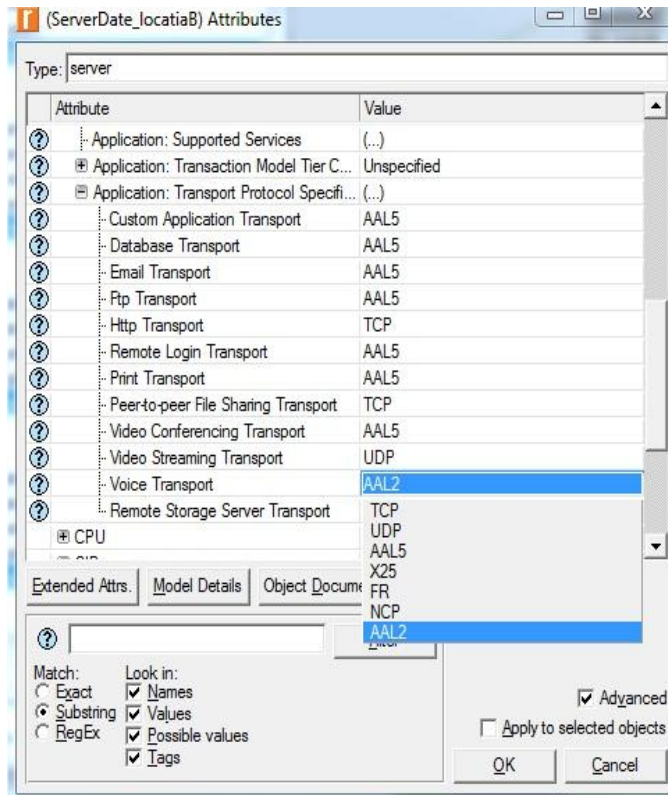 (ServerDate_locatiaB) Attributes
Type: server
Attribute Value
Application: Supported Services (...)
Application: Transaction Model Tier C... Unspecified
Application: Transport Protocol Specifi... (...)
Custom Application Transport AAL5
Database Transport AAL5
Email Transport AAL5
Ftp Transport AAL5
Http Transport TCP
Remote Login Transport AAL5
Print Transport AAL5
Peer-to-peer File Sharing Transport TCP
Video Conferencing Transport AAL5
Video Streaming Transport UDP
Voice Transport AAL2
Remote Storage Server Transport TCP
UDP
CPU AAL5
X25
Extended Attrs. Model Details Object Docume FR
NCP
AAL2
Match: Look in:
Exact Names
Substring Values
RegEx Possible values
Tags
Advanced
Apply to selected objects
OK Cancel